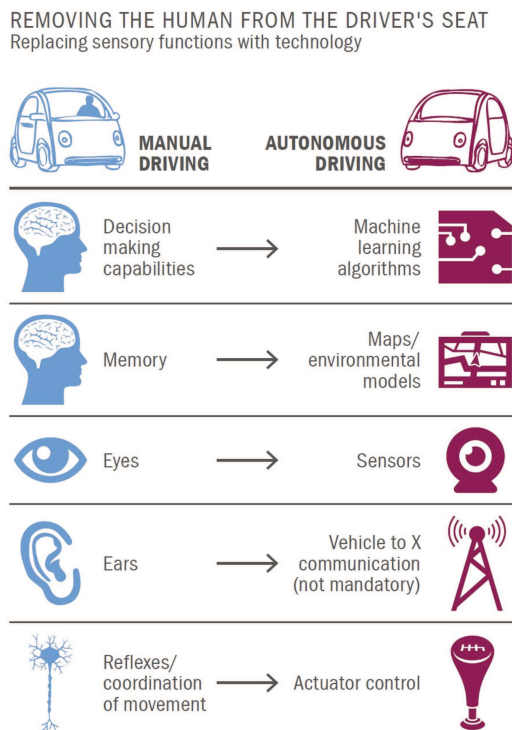 REMOVING THE HUMAN FROM THE DRIVER'S SEAT
Replacing sensory functions with technology
MANUAL
DRIVING
AUTONOMOUS
DRIVING
Decision
making
capabilities
Machine
learning
algorithms
Memory
Maps/
environmental
models
Eyes
Sensors
Ears
Vehicle to X
communication
(not mandatory)
Reflexes/
coordination
of movement
Actuator control